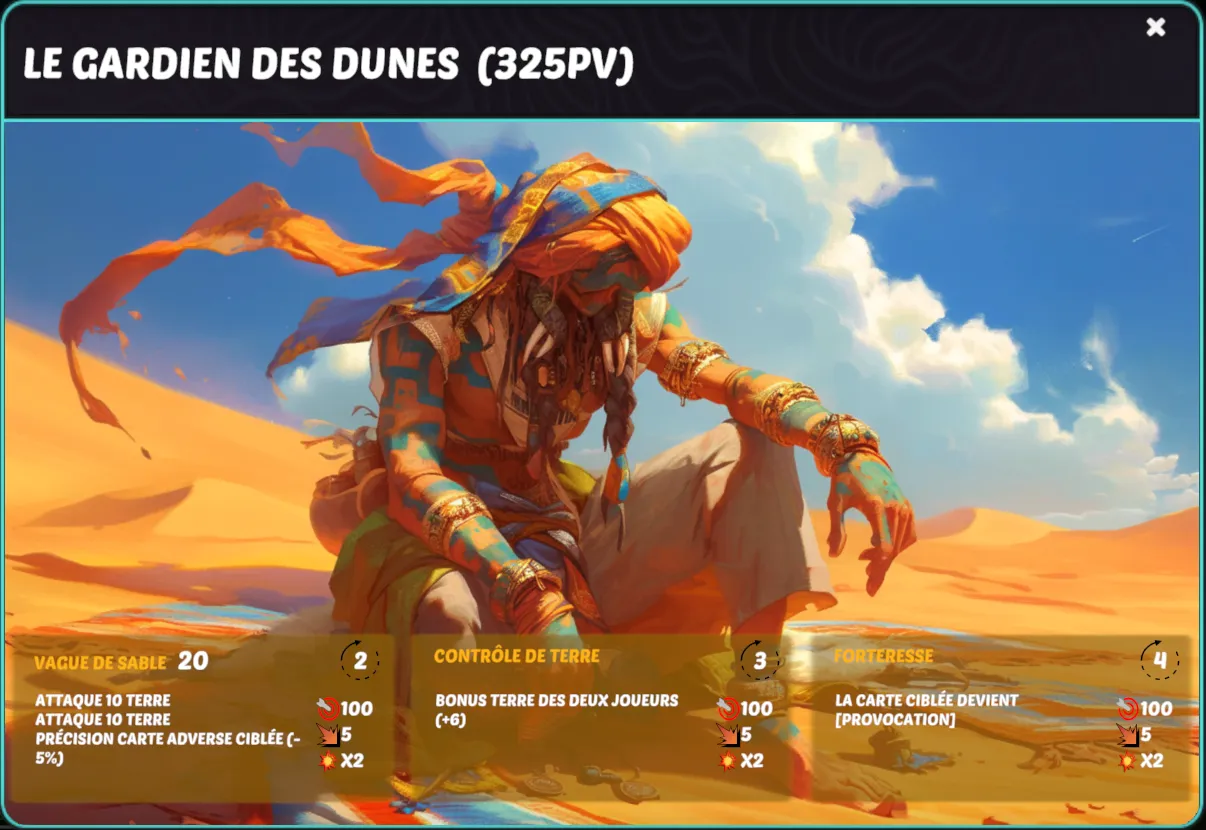 LE GARDIEN DES DUNES (325PV)
VAGUE DE SABLE 20
2
ATTAQUE 10 TERRE
ATTAQUE 10 TERRE
PRÉCISION CARTE ADVERSE CIBLÉE (-
5%)
100
5
X2
CONTRÔLE DE TERRE
3
BONUS TERRE DES DEUX JOUEURS
(+6)
100
5
X2
FORTERESSE
4
LA CARTE CIBLÉE DEVIENT
[PROVOCATION]
100
5
X2